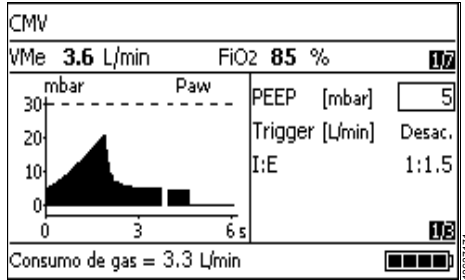 CMV
VMe 3.6 L/min FiO2 85 % 1/7
mbar Paw
30
20
10
0
0 3 6 s
PEEP [mbar] 5
Trigger [L/min] Desac.
I:E 1:1.5
1/3
Consumo de gas = 3.3 L/min